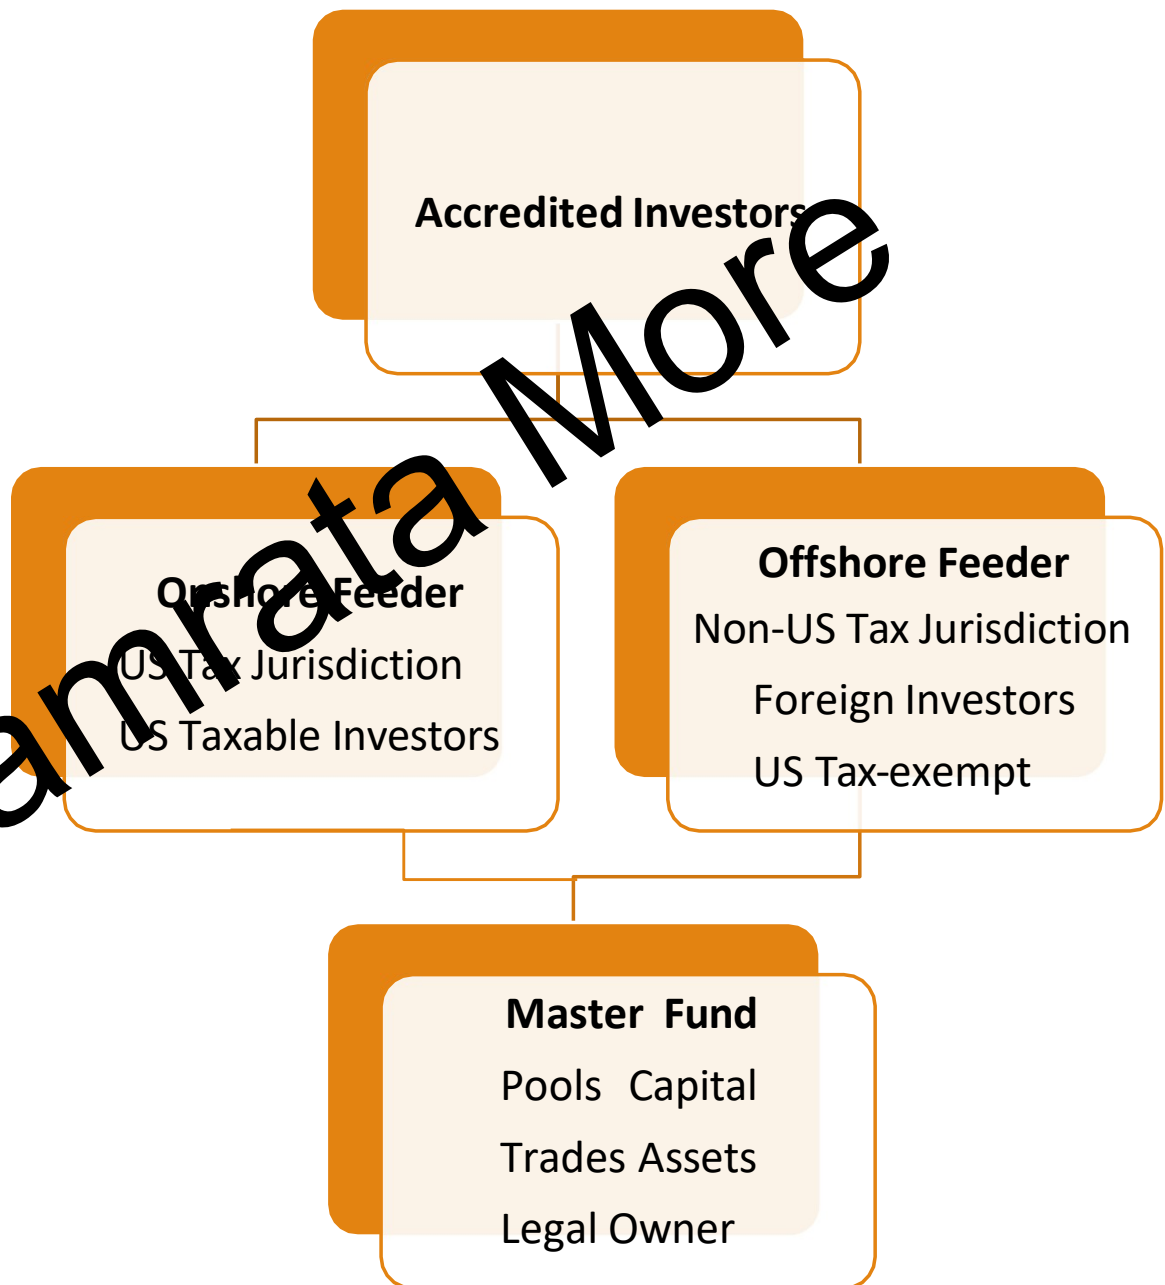 Accredited Investors
Onshore Feeder
US Tax Jurisdiction
US Taxable Investors
Offshore Feeder
Non-US Tax Jurisdiction
Foreign Investors
US Tax-exempt
Master Fund
Pools Capital
Trades Assets
Legal Owner
amrata More